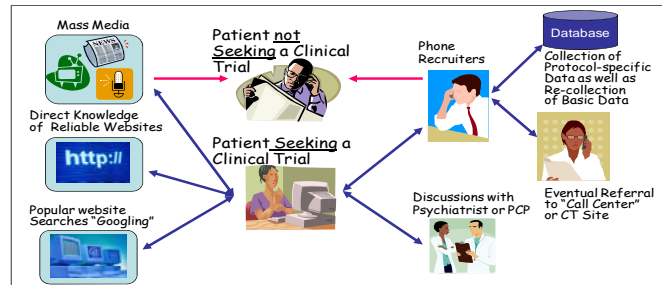 Mass Media
NEWS
Direct Knowledge
of Reliable Websites
http://
Popular website
Searches “Googling”
Patient not
Seeking a Clinical
Trial
Patient Seeking a
Clinical Trial
Phone
Recruiters
Discussions with
Psychiatrist or PCP
Database
Collection of
Protocol-specific
Data as well as
Re-collection
of Basic Data
Eventual Referral
to “Call Center”
or CT Site